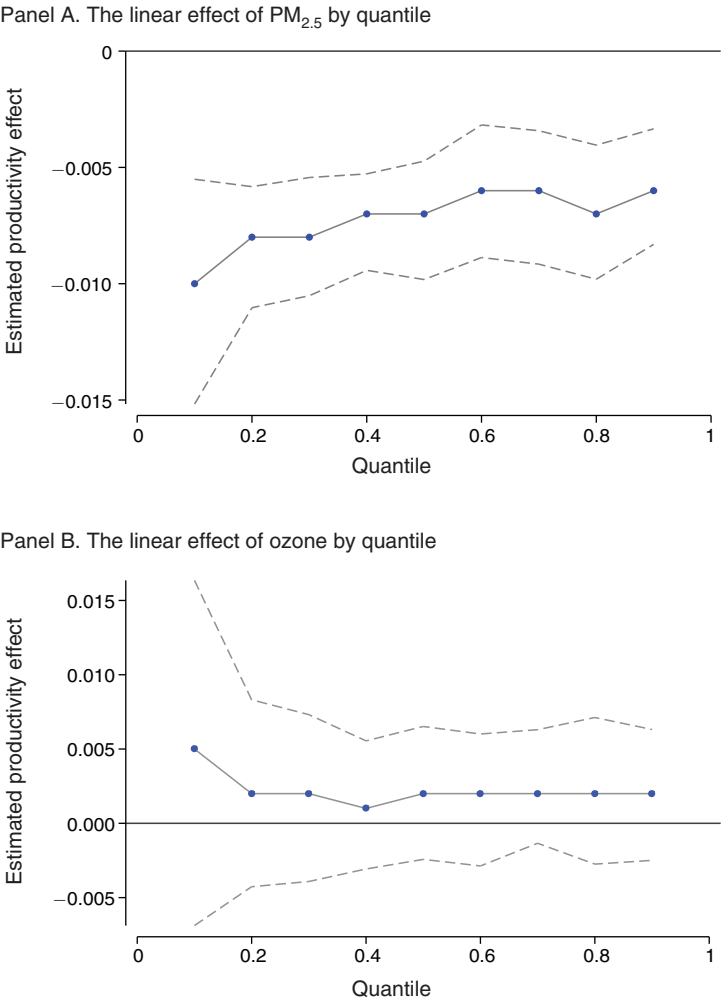 Panel A. The linear effect of PM2.5 by quantile
0
−0.005
−0.010
−0.015
Estimated productivity effect
0 0.2 0.4 0.6 0.8 1
Quantile
Panel B. The linear effect of ozone by quantile
0.015
0.010
0.005
0.000
−0.005
Estimated productivity effect
0 0.2 0.4 0.6 0.8 1
Quantile